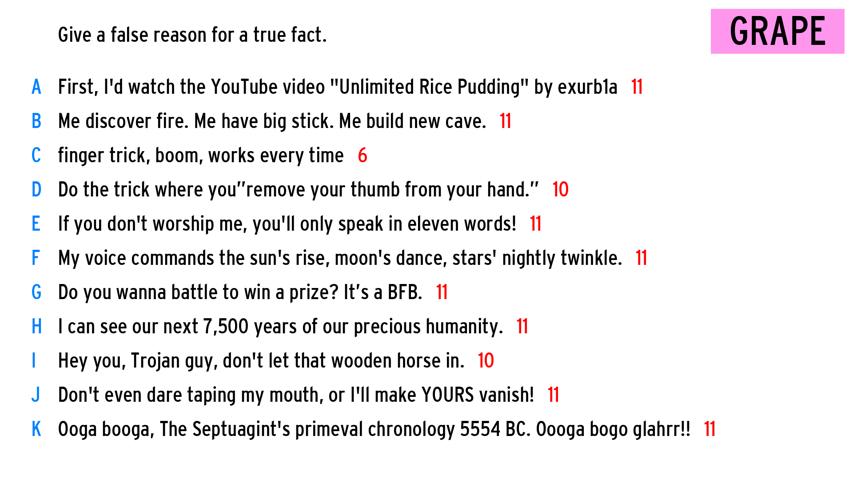 Give a false reason for a true fact.
GRAPE
A First, I'd watch the YouTube video "Unlimited Rice Pudding" by exurb1a 11
B Me discover fire. Me have big stick. Me build new cave. 11
C finger trick, boom, works every time 6
D Do the trick where you”remove your thumb from your hand.” 10
E If you don't worship me, you'll only speak in eleven words! 11
F My voice commands the sun's rise, moon's dance, stars' nightly twinkle. 11
G Do you wanna battle to win a prize? It’s a BFB. 11
H I can see our next 7,500 years of our precious humanity. 11
I Hey you, Trojan guy, don't let that wooden horse in. 10
J Don't even dare taping my mouth, or I'll make YOURS vanish! 11
K Ooga booga, The Septuagint's primeval chronology 5554 BC. Oooga bogo glahrr!! 11